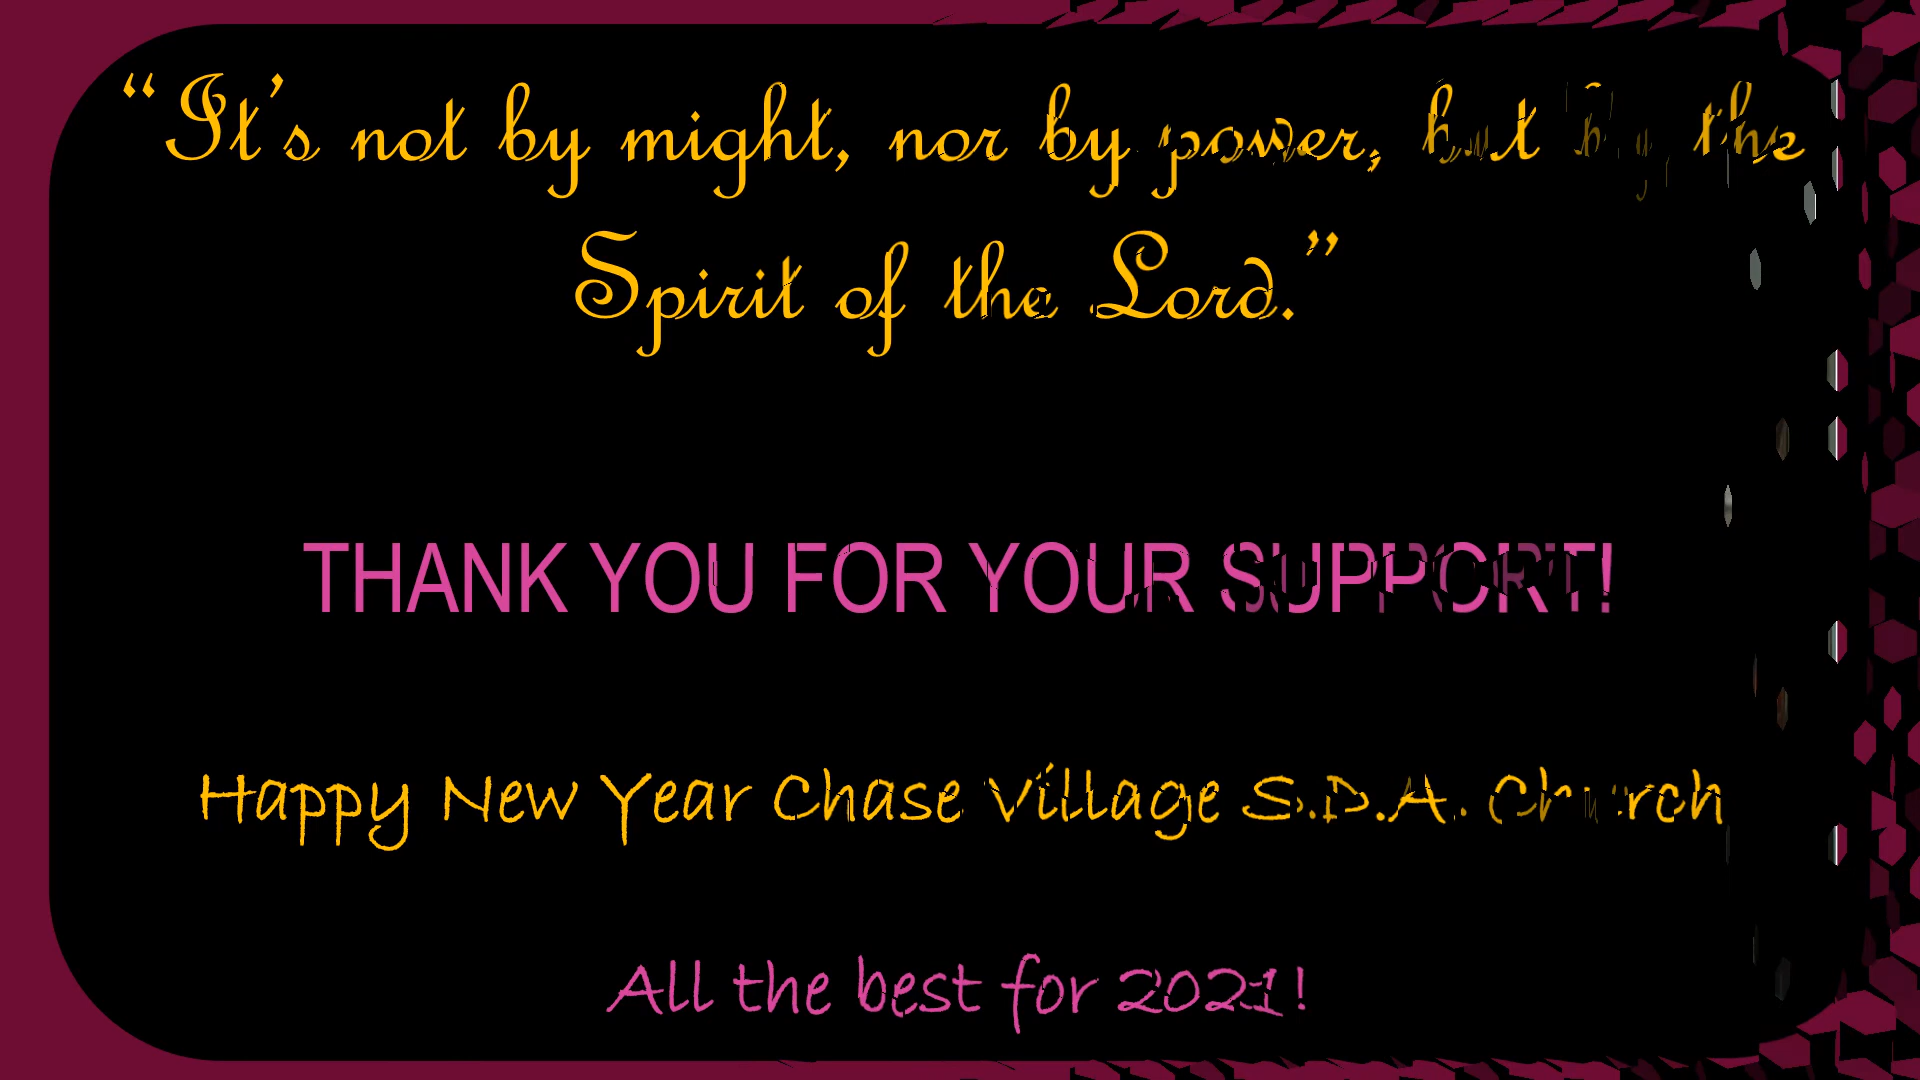 “It’s not by might, nor by power, but by the
Spirit of the Lord.”
THANK YOU FOR YOUR SUPPORT!
Happy New Year Chase Village S.D.A. Church
All the best for 2021!